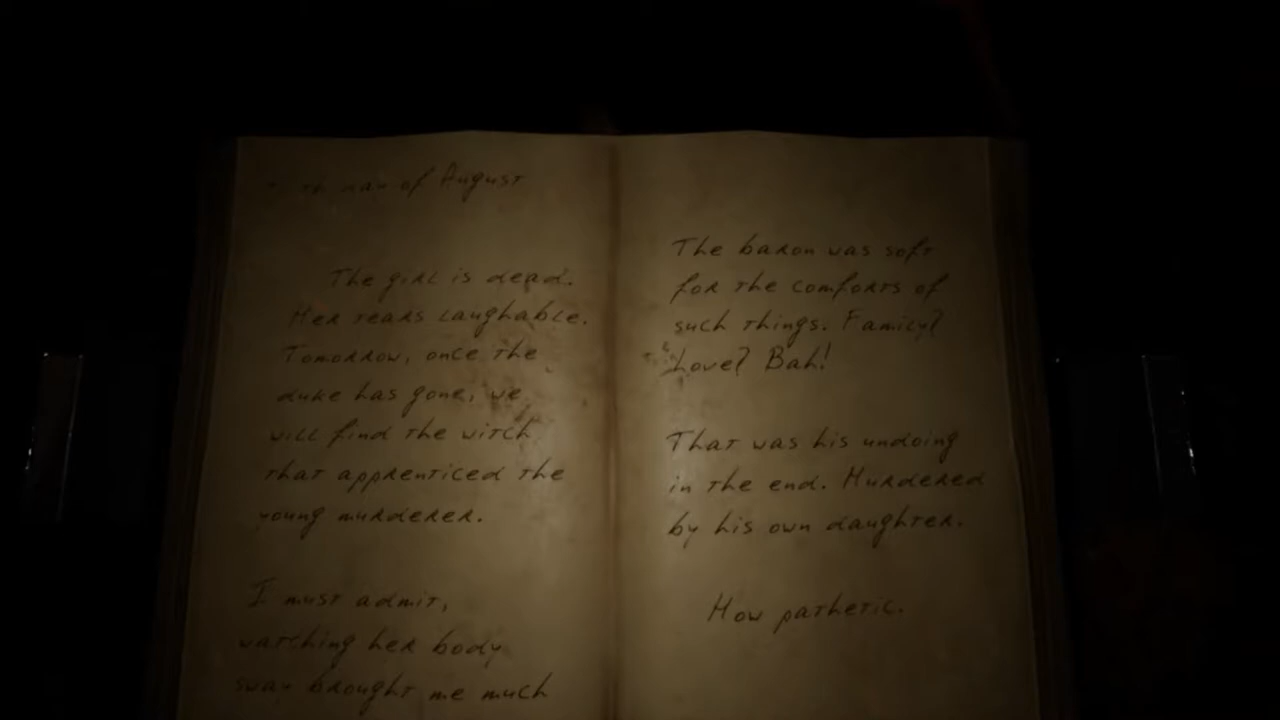 day of August
The girl is dead.
Her tears laughable.
Tomorrow, once the
duke has gone, we
will find the witch
that apprenticed the
young murderer.
I must admit,
watching her body
sway brought me much
The baron was soft
for the comforts of
such things. Family?
Love? Bah!
That was his undoing
in the end. Murdered
by his own daughter.
How pathetic.